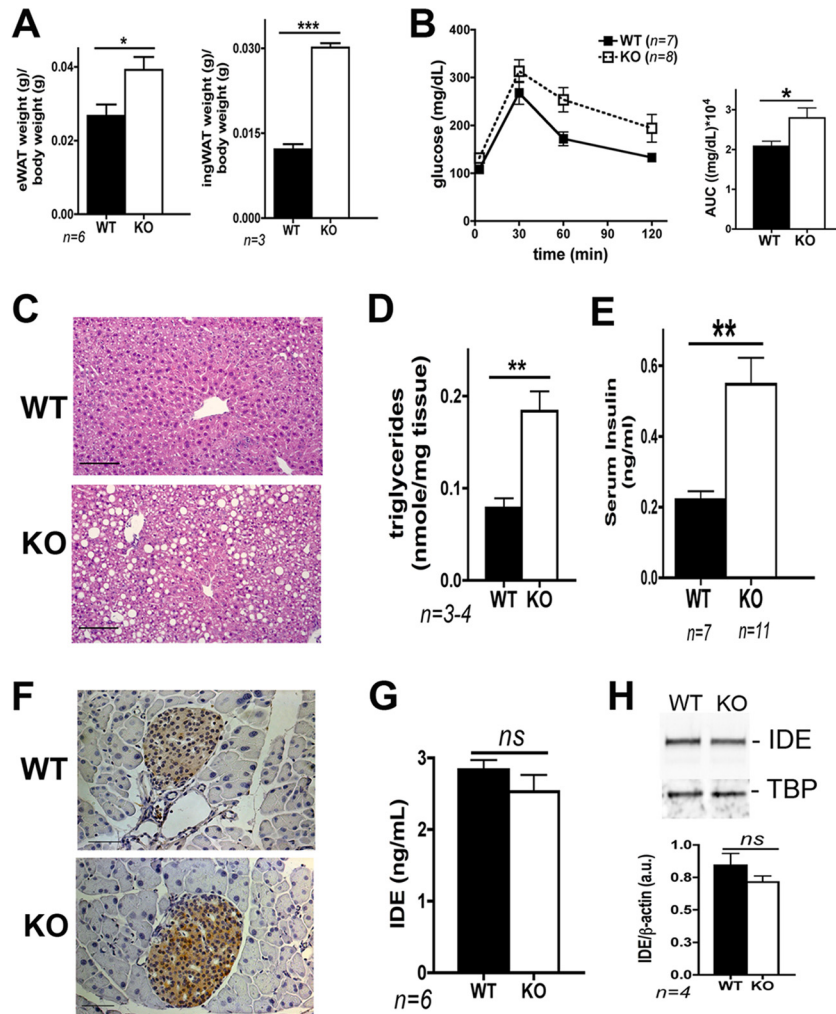 A
eWAT weight (g)/
body weight (g)
0.04
0.02
0.00
*
WT KO
n=6
ingWAT weight (g)/
body weight (g)
0.030
0.015
0.000
***
WT KO
n=3
B
glucose (mg/dL)
400
300
200
100
0
0 30 60 90 120
time (min)
WT (n=7)
KO (n=8)
AUC ((mg/dL)*10⁴
3
2
1
0
*
WT KO
C
WT
KO
D
triglycerides
(nmole/mg tissue)
0.2
0.1
0.0
**
WT KO
n=3-4
E
Serum Insulin
(ng/ml)
0.6
0.4
0.2
0.0
**
WT KO
n=7 n=11
F
WT
KO
G
IDE (ng/mL)
3
2
1
0
ns
WT KO
n=6
H
WT KO
- IDE
- TBP
IDE/β-actin (a.u.)
1.0
0.8
0.5
0.3
0.0
ns
WT KO
n=4